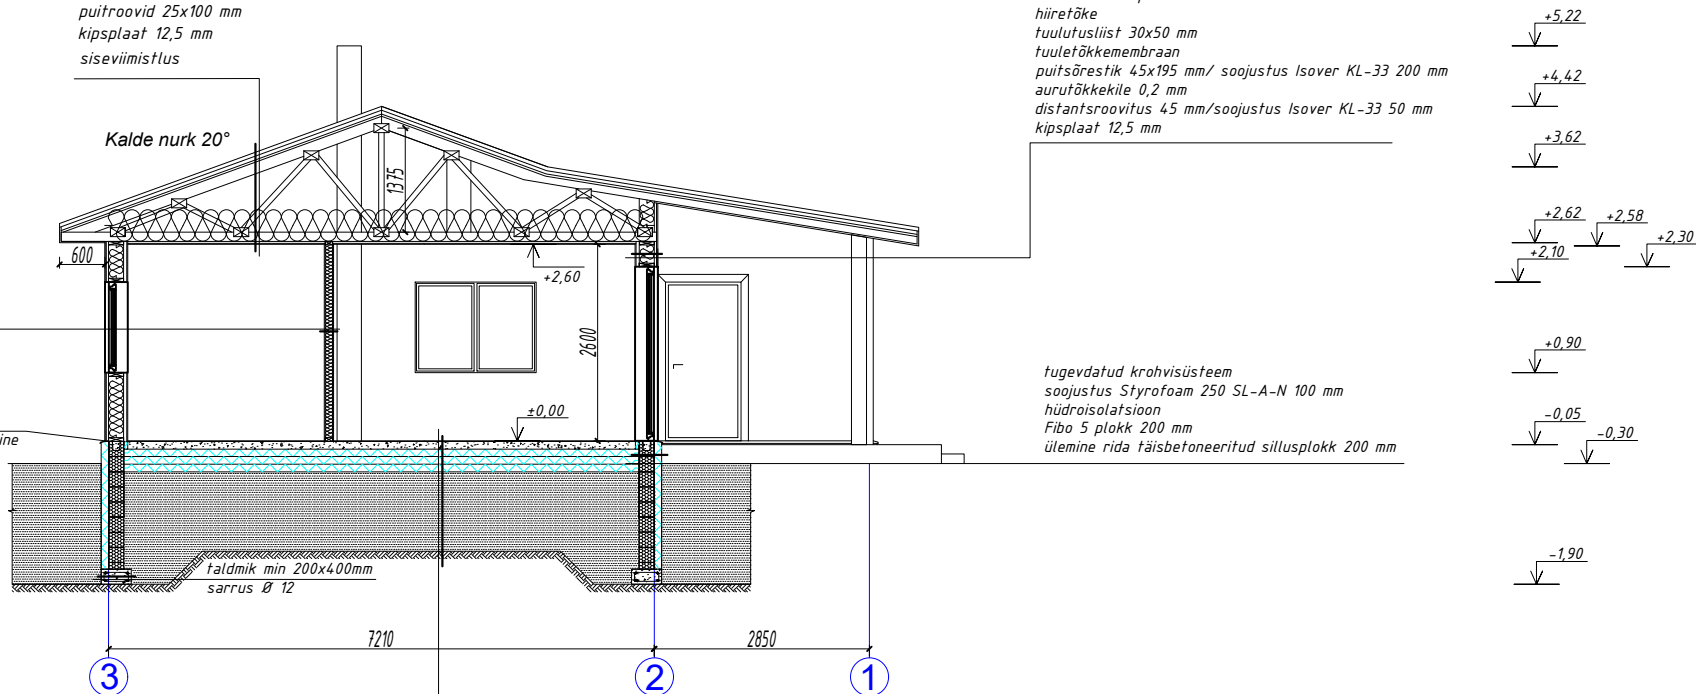 puitroovid 25x100 mm
kipsplaat 12,5 mm
siseviimistlus
Kalde nurk 20°
hiiretõke
tuulutusliist 30x50 mm
tuuletõkkemembraan
puitsõrestik 45x195 mm/ soojustus Isover KL-33 200 mm
aurutõkkekile 0,2 mm
distantsroovitus 45 mm/soojustus Isover KL-33 50 mm
kipsplaat 12,5 mm
+5,22
+4,42
+3,62
+2,62
+2,58
+2,30
+2,10
+0,90
-0,05
-0,30
-1,90
1375
600
+2,60
2600
±0,00
ine
tugevdatud krohvisüsteem
soojustus Styrofoam 250 SL-A-N 100 mm
hüdroisolatsioon
Fibo 5 plokk 200 mm
ülemine rida täisbetoneeritud sillusplokk 200 mm
taldmik min 200x400mm
sarrus Ø 12
7210
2850
3
2
1